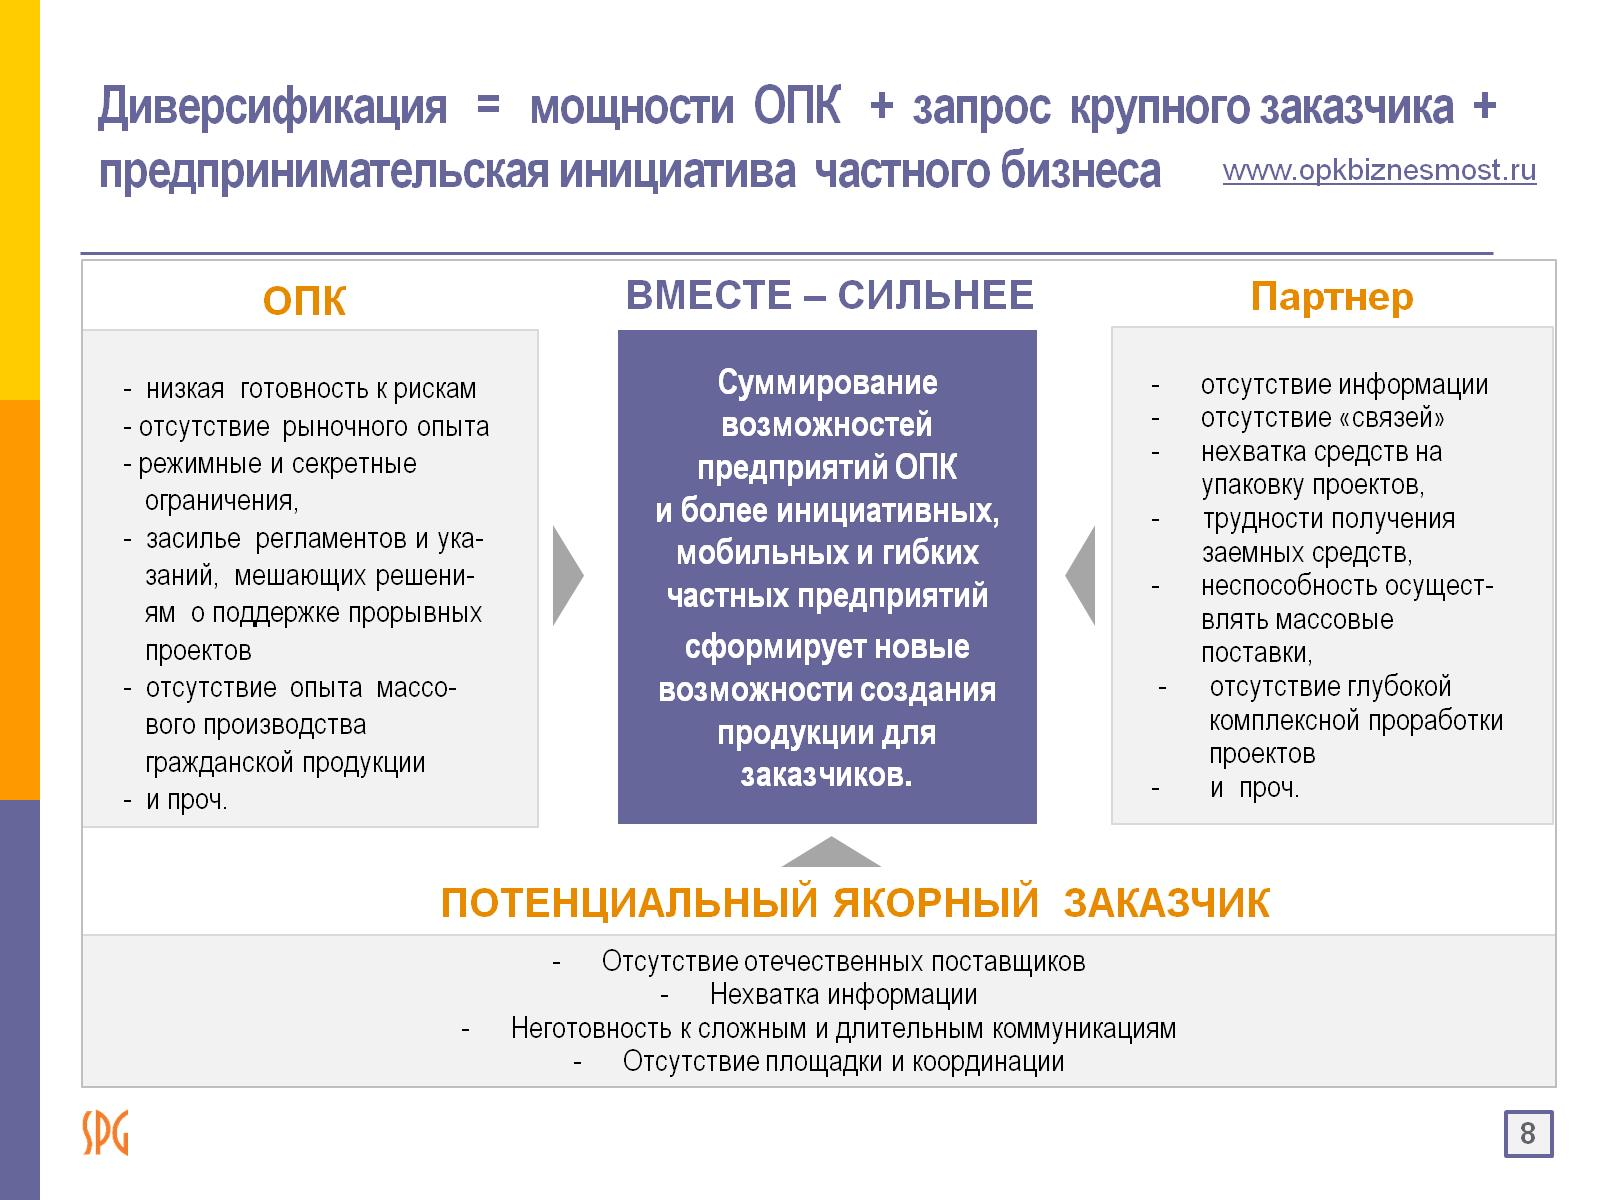 Диверсификация = мощности ОПК + запрос крупного заказчика +
предпринимательская инициатива частного бизнеса www.opkbiznesmost.ru
ОПК
- низкая готовность к рискам
- отсутствие рыночного опыта
- режимные и секретные
ограничения,
- засилье регламентов и ука-
заний, мешающих решени-
ям о поддержке прорывных
проектов
- отсутствие опыта массо-
вого производства
гражданской продукции
- и проч.
ВМЕСТЕ – СИЛЬНЕЕ
Суммирование
возможностей
предприятий ОПК
и более инициативных,
мобильных и гибких
частных предприятий
сформирует новые
возможности создания
продукции для
заказчиков.
Партнер
- отсутствие информации
- отсутствие «связей»
- нехватка средств на
упаковку проектов,
- трудности получения
заемных средств,
- неспособность осущест-
влять массовые
поставки,
- отсутствие глубокой
комплексной проработки
проектов
- и проч.
ПОТЕНЦИАЛЬНЫЙ ЯКОРНЫЙ ЗАКАЗЧИК
- Отсутствие отечественных поставщиков
- Нехватка информации
- Неготовность к сложным и длительным коммуникациям
- Отсутствие площадки и координации
SPG
8